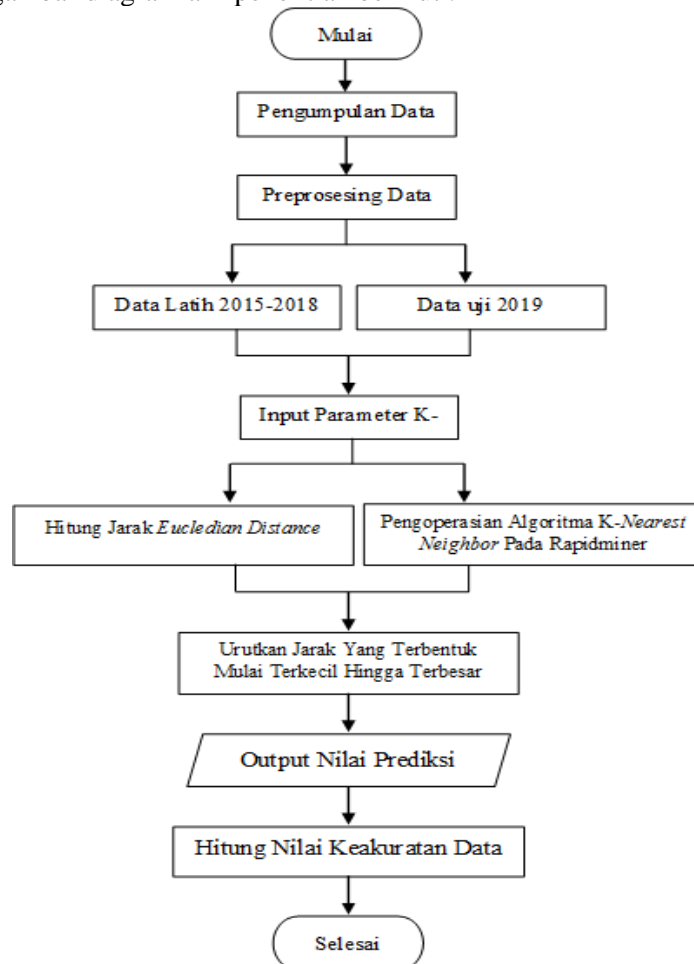 Mulai
Pengumpulan Data
Preprosesing Data
Data Latih 2015-2018
Data uji 2019
Input Parameter K-
Hitung Jarak Eucledian Distance
Pengoperasian Algoritma K-Nearest
Neighbor Pada Rapidminer
Urutkan Jarak Yang Terbentuk
Mulai Terkecil Hingga Terbesar
Output Nilai Prediksi
Hitung Nilai Keakuratan Data
Selesai